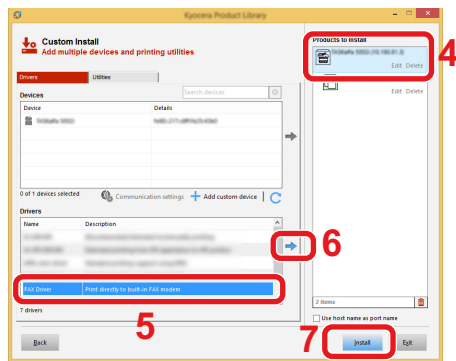 Kyocera Product Library
Custom Install
Add multiple devices and printing utilities
Products to Install
4
Edit Delete
Edit Delete
Drivers
Utilities
Devices
Search devices
Device
Details
0 of 1 devices selected
Communication settings
Add custom device
Drivers
Name
Description
6
FAX Driver
Print directly to built-in FAX modem
5
7 drivers
2 items
Use host name as port name
7
Back
Install
Exit